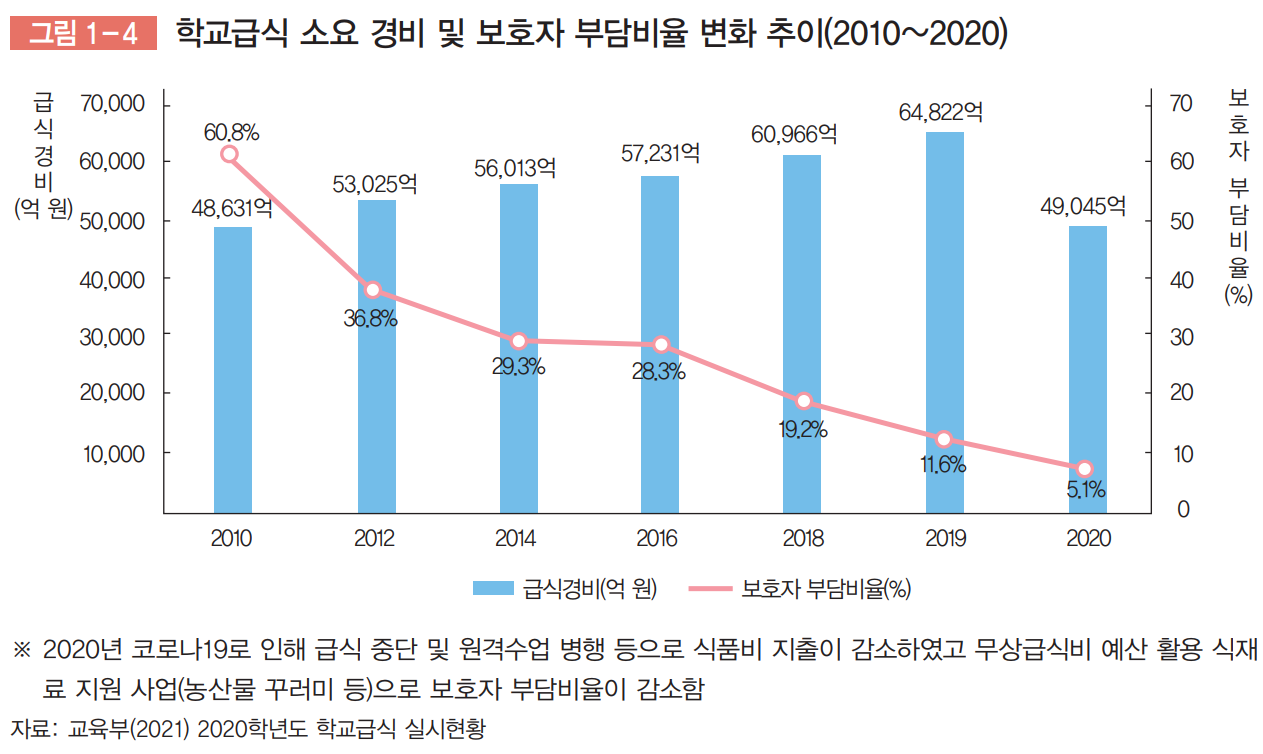 그림 1-4 학교급식 소요 경비 및 보호자 부담비율 변화 추이(2010~2020)
급식경비(억 원)
70,000
60,000
50,000
40,000
30,000
20,000
10,000
60.8%
36.8%
29.3%
28.3%
19.2%
11.6%
5.1%
48,631억
53,025억
56,013억
57,231억
60,966억
64,822억
49,045억
70
60
50
40
30
20
10
0
보호자 부담비율(%)
2010 2012 2014 2016 2018 2019 2020
급식경비(억 원) 보호자 부담비율(%)
※ 2020년 코로나19로 인해 급식 중단 및 원격수업 병행 등으로 식품비 지출이 감소하였고 무상급식비 예산 활용 식재
료 지원 사업(농산물 꾸러미 등)으로 보호자 부담비율이 감소함
자료: 교육부(2021) 2020학년도 학교급식 실시현황